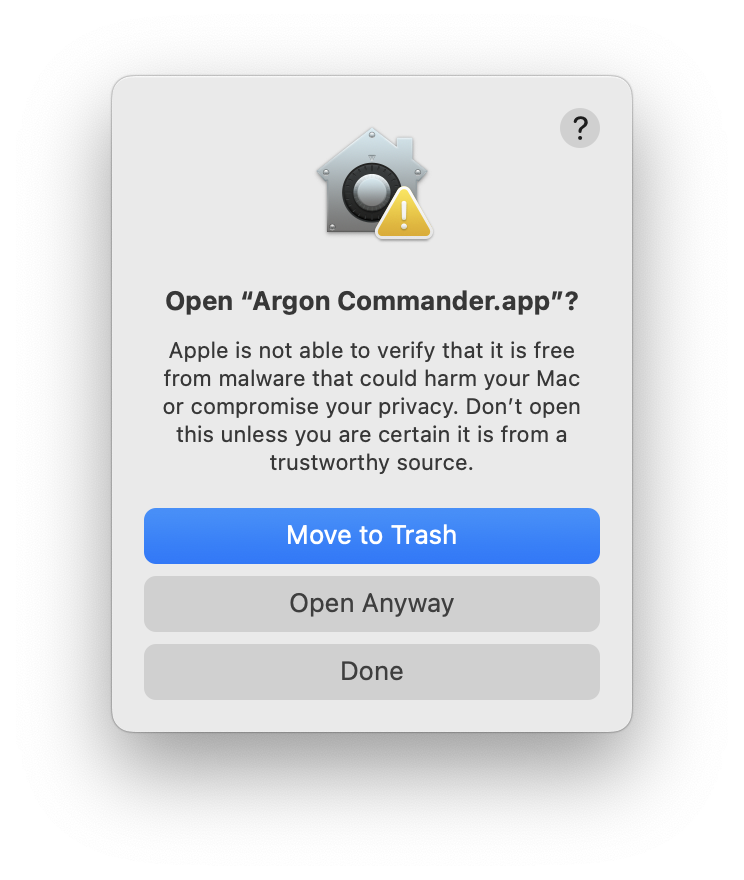 ?
Open “Argon Commander.app”?
Apple is not able to verify that it is free
from malware that could harm your Mac
or compromise your privacy. Don’t open
this unless you are certain it is from a
trustworthy source.
Move to Trash
Open Anyway
Done